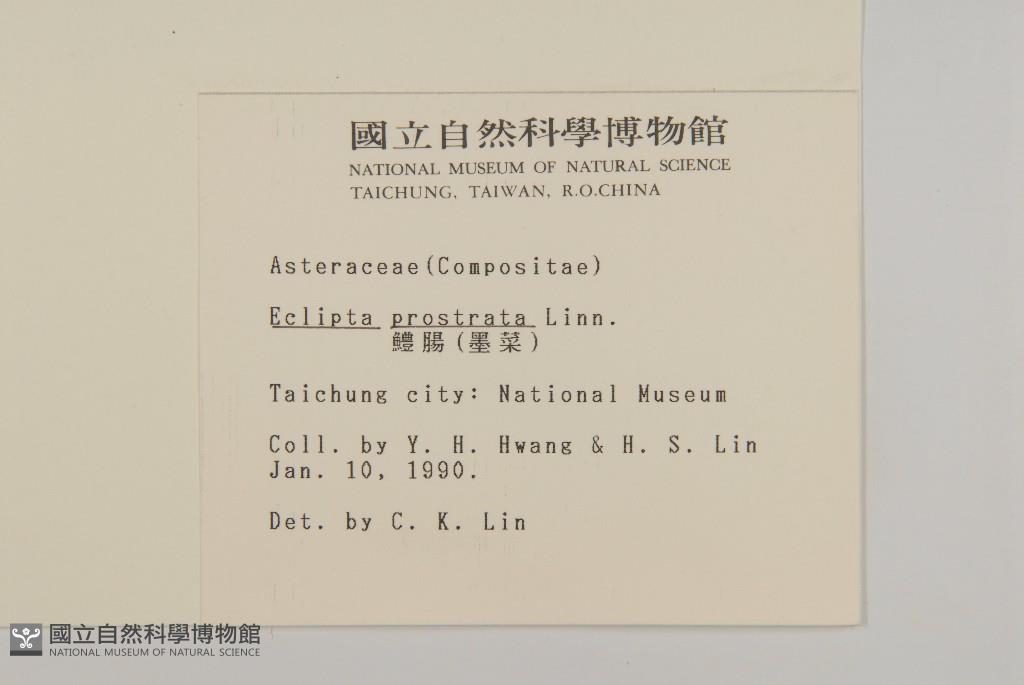 國立自然科學博物館
NATIONAL MUSEUM OF NATURAL SCIENCE
TAICHUNG, TAIWAN, R.O.CHINA
Asteraceae(Compositae)
Eclipta prostrata Linn.
鱧腸(墨菜)
Taichung city: National Museum
Coll. by Y. H. Hwang & H. S. Lin
Jan. 10, 1990.
Det. by C. K. Lin
國立自然科學博物館
NATIONAL MUSEUM OF NATURAL SCIENCE